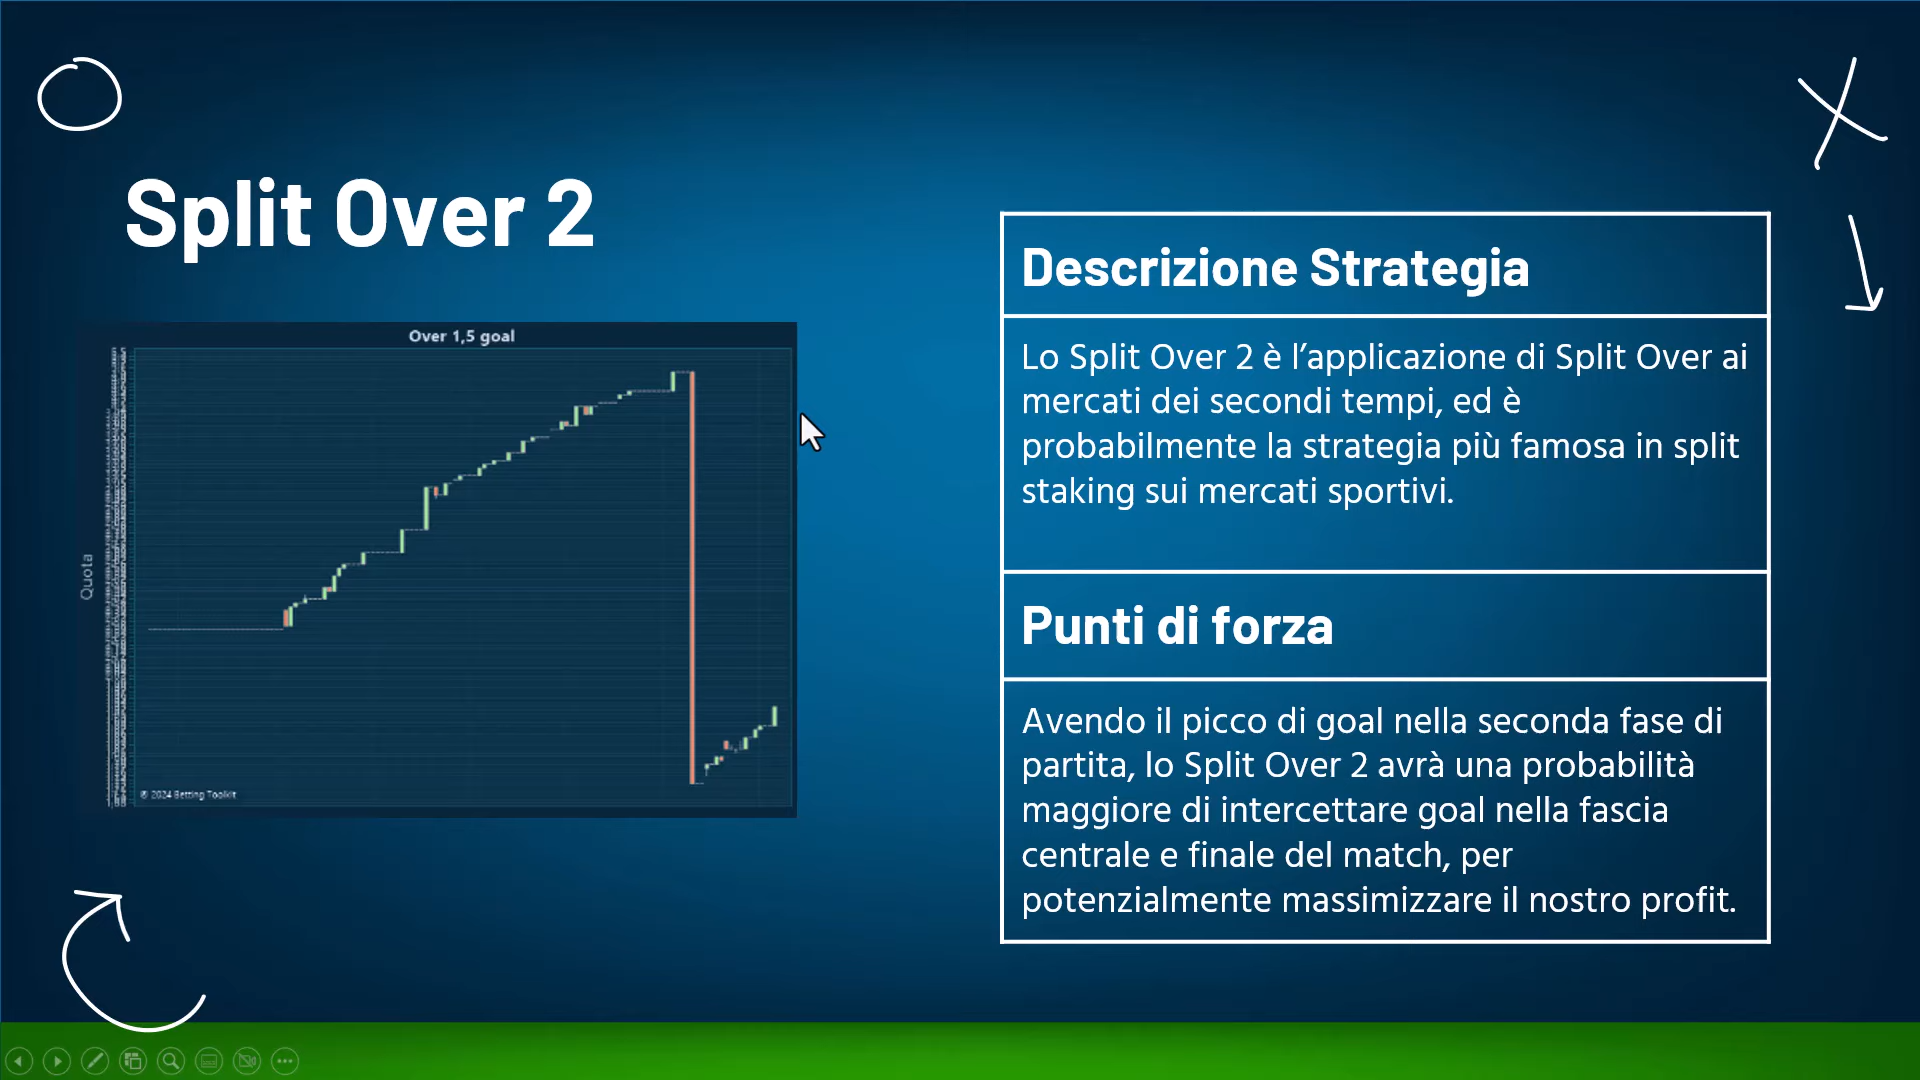 Split Over 2
Over 1,5 goal
Quota
© 2024 Betting Toolkit
Descrizione Strategia
Lo Split Over 2 è l’applicazione di Split Over ai
mercati dei secondi tempi, ed è
probabilmente la strategia più famosa in split
staking sui mercati sportivi.
Punti di forza
Avendo il picco di goal nella seconda fase di
partita, lo Split Over 2 avrà una probabilità
maggiore di intercettare goal nella fascia
centrale e finale del match, per
potenzialmente massimizzare il nostro profit.